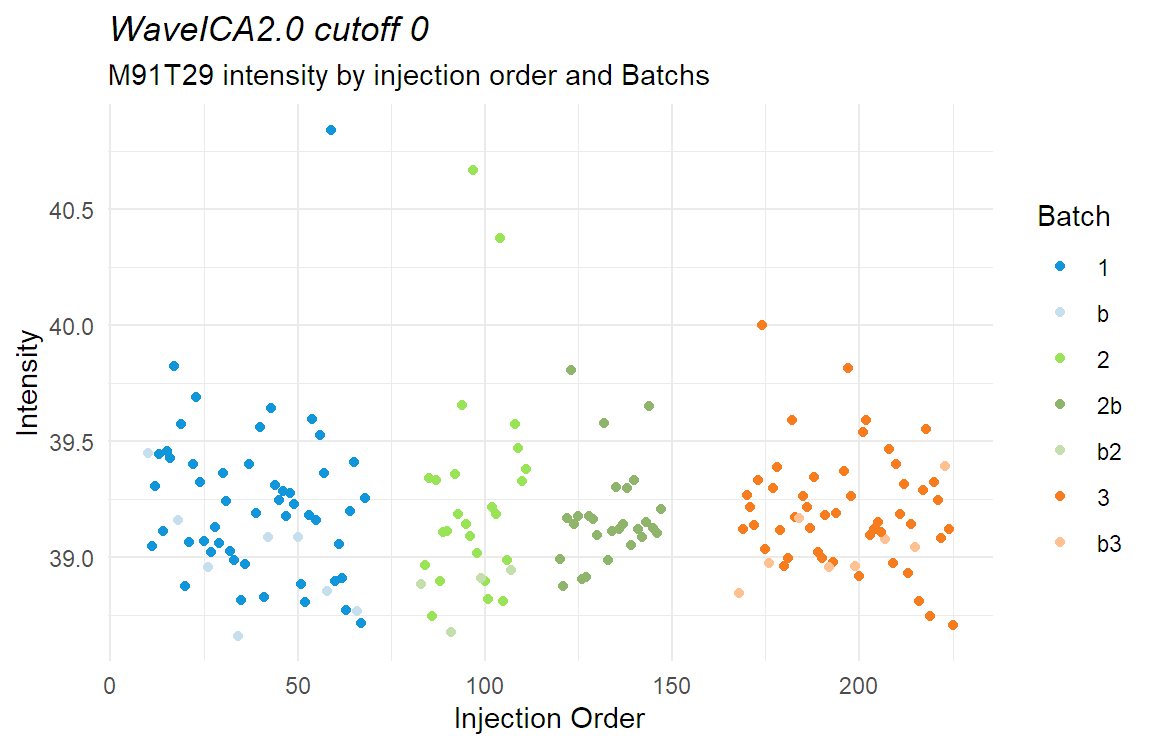 WaveICA2.0 cutoff 0
M91T29 intensity by injection order and Batchs
Intensity
40.5
40.0
39.5
39.0
0
50
100
150
200
Injection Order
Batch
1
b
2
2b
b2
3
b3